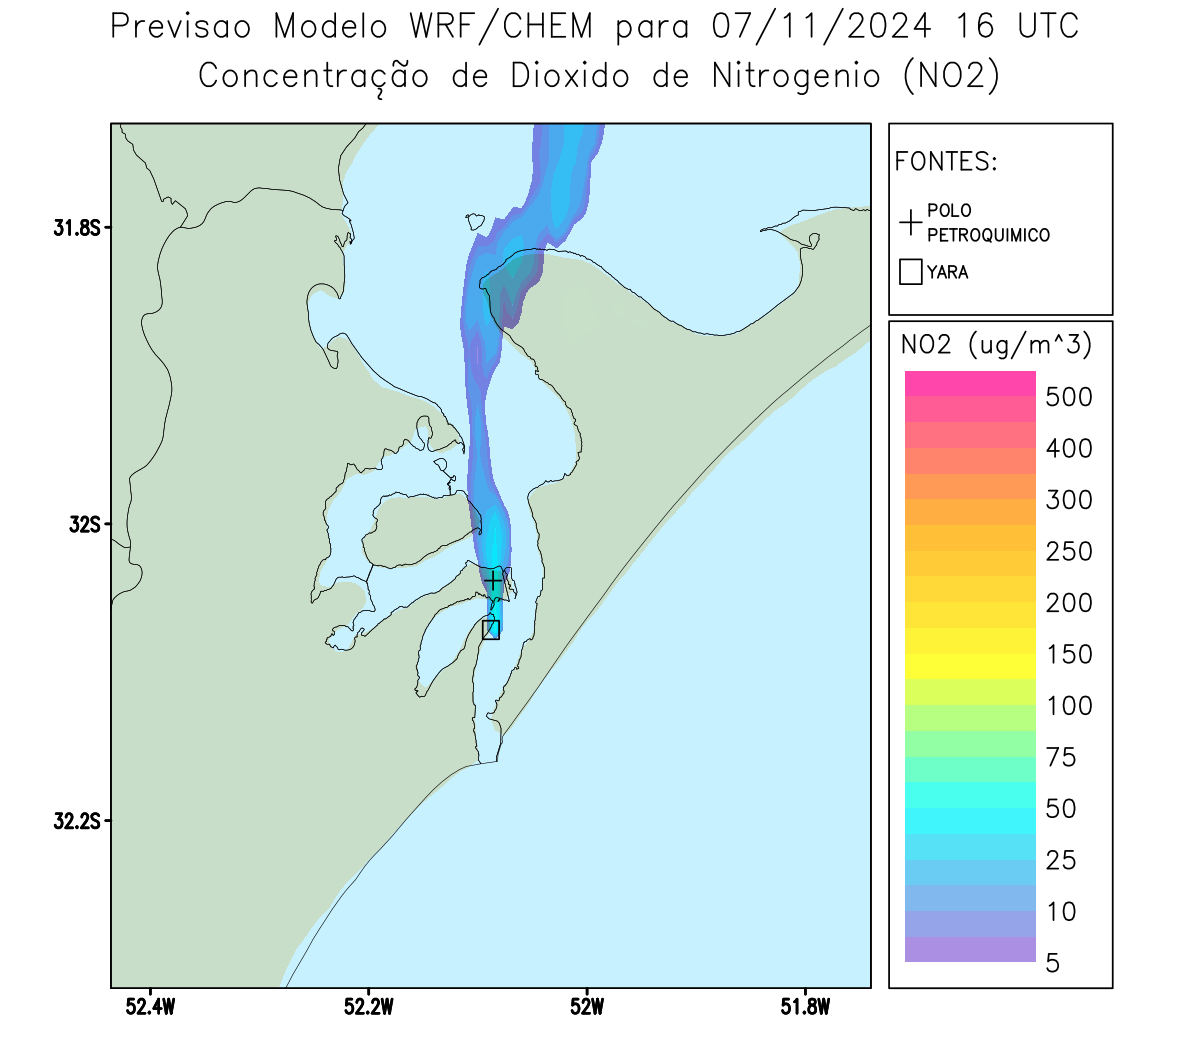 Previsao Modelo WRF/CHEM para 07/11/2024 16 UTC
Concentração de Dioxido de Nitrogenio (NO2)
FONTES:
POLO
PETROQUIMICO
YARA
NO2 (ug/m^3)
500
400
300
250
200
150
100
75
50
25
10
5
31.8S
32S
32.2S
52.4W
52.2W
52W
51.8W